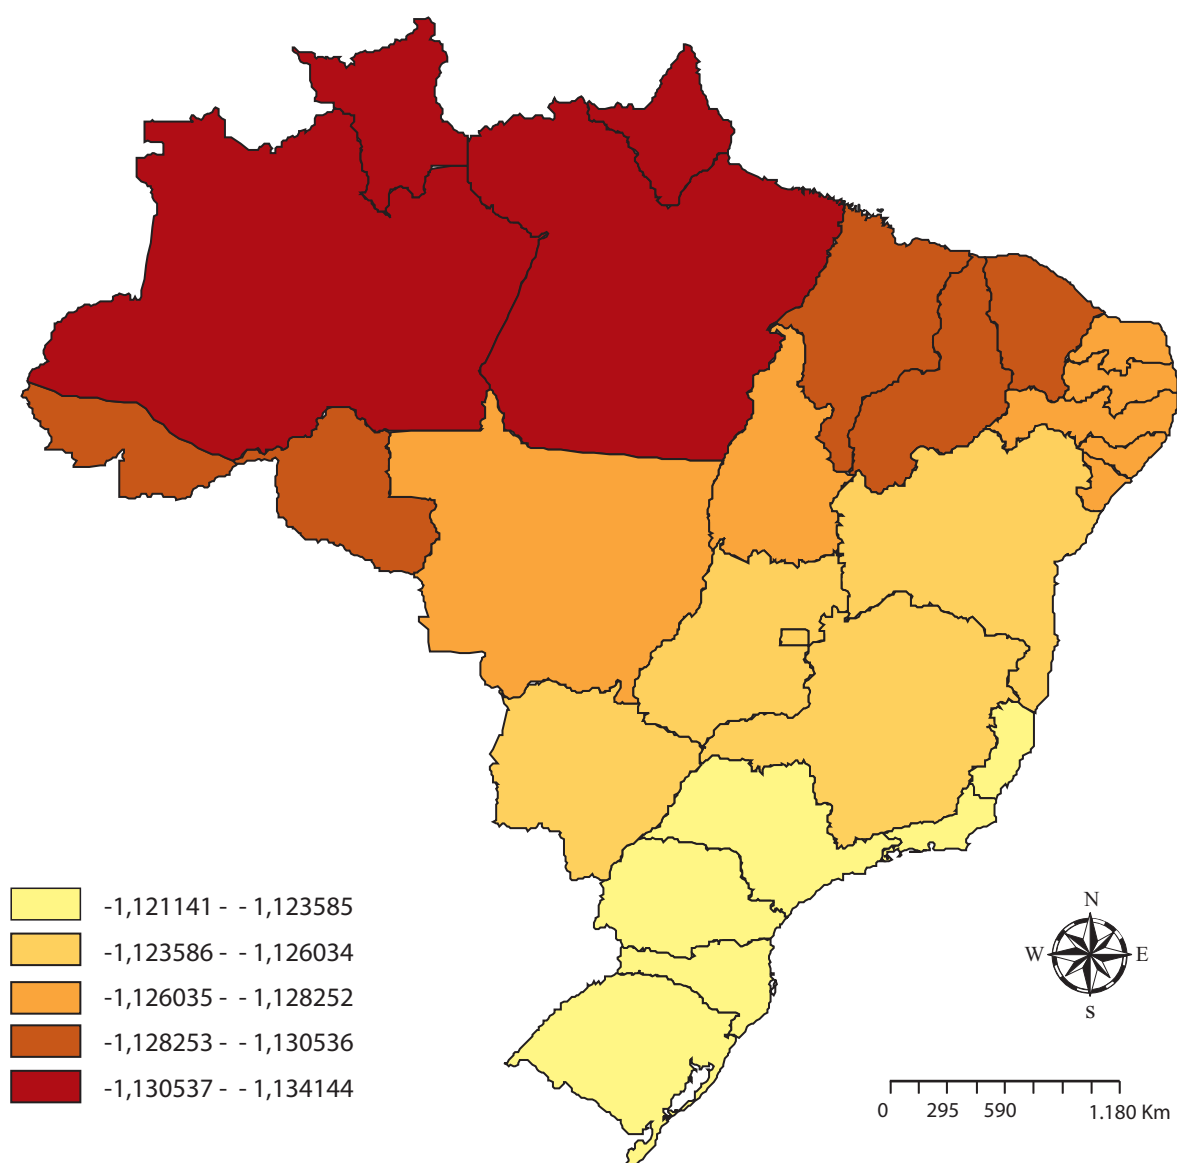 -1,121141 - - 1,123585
-1,123586 - - 1,126034
-1,126035 - - 1,128252
-1,128253 - - 1,130536
-1,130537 - - 1,134144
N
W E
S
0 295 590 1.180 Km